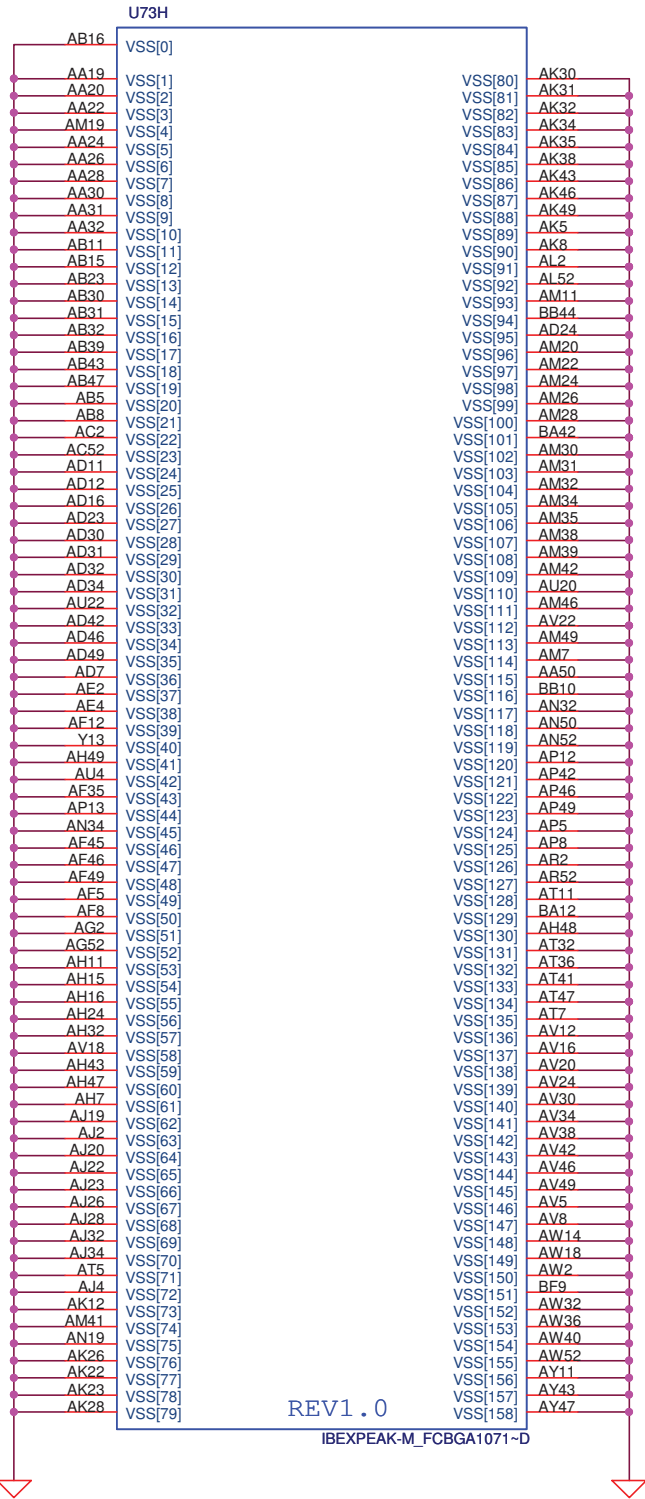 U73H
AB16 VSS[0]
AA19 VSS[1] VSS[80] AK30
AA20 VSS[2] VSS[81] AK31
AA22 VSS[3] VSS[82] AK32
AM19 VSS[4] VSS[83] AK34
AA24 VSS[5] VSS[84] AK35
AA26 VSS[6] VSS[85] AK38
AA28 VSS[7] VSS[86] AK43
AA30 VSS[8] VSS[87] AK46
AA31 VSS[9] VSS[88] AK49
AA32 VSS[10] VSS[89] AK5
AB11 VSS[11] VSS[90] AK8
AB15 VSS[12] VSS[91] AL2
AB23 VSS[13] VSS[92] AL52
AB30 VSS[14] VSS[93] AM11
AB31 VSS[15] VSS[94] BB44
AB32 VSS[16] VSS[95] AD24
AB39 VSS[17] VSS[96] AM20
AB43 VSS[18] VSS[97] AM22
AB47 VSS[19] VSS[98] AM24
AB5 VSS[20] VSS[99] AM26
AB8 VSS[21] VSS[100] AM28
AC2 VSS[22] VSS[101] BA42
AC52 VSS[23] VSS[102] AM30
AD11 VSS[24] VSS[103] AM31
AD12 VSS[25] VSS[104] AM32
AD16 VSS[26] VSS[105] AM34
AD23 VSS[27] VSS[106] AM35
AD30 VSS[28] VSS[107] AM38
AD31 VSS[29] VSS[108] AM39
AD32 VSS[30] VSS[109] AM42
AD34 VSS[31] VSS[110] AU20
AU22 VSS[32] VSS[111] AM46
AD42 VSS[33] VSS[112] AV22
AD46 VSS[34] VSS[113] AM49
AD49 VSS[35] VSS[114] AM7
AD7 VSS[36] VSS[115] AA50
AE2 VSS[37] VSS[116] BB10
AE4 VSS[38] VSS[117] AN32
AF12 VSS[39] VSS[118] AN50
Y13 VSS[40] VSS[119] AN52
AH49 VSS[41] VSS[120] AP12
AU4 VSS[42] VSS[121] AP42
AF35 VSS[43] VSS[122] AP46
AP13 VSS[44] VSS[123] AP49
AN34 VSS[45] VSS[124] AP5
AF45 VSS[46] VSS[125] AP8
AF46 VSS[47] VSS[126] AR2
AF49 VSS[48] VSS[127] AR52
AF5 VSS[49] VSS[128] AT11
AF8 VSS[50] VSS[129] BA12
AG2 VSS[51] VSS[130] AH48
AG52 VSS[52] VSS[131] AT32
AH11 VSS[53] VSS[132] AT36
AH15 VSS[54] VSS[133] AT41
AH16 VSS[55] VSS[134] AT47
AH24 VSS[56] VSS[135] AT7
AH32 VSS[57] VSS[136] AV12
AV18 VSS[58] VSS[137] AV16
AH43 VSS[59] VSS[138] AV20
AH47 VSS[60] VSS[139] AV24
AH7 VSS[61] VSS[140] AV30
AJ19 VSS[62] VSS[141] AV34
AJ2 VSS[63] VSS[142] AV38
AJ20 VSS[64] VSS[143] AV42
AJ22 VSS[65] VSS[144] AV46
AJ23 VSS[66] VSS[145] AV49
AJ26 VSS[67] VSS[146] AV5
AJ28 VSS[68] VSS[147] AV8
AJ32 VSS[69] VSS[148] AW14
AJ34 VSS[70] VSS[149] AW18
AT5 VSS[71] VSS[150] AW2
AJ4 VSS[72] VSS[151] BF9
AK12 VSS[73] VSS[152] AW32
AM41 VSS[74] VSS[153] AW36
AN19 VSS[75] VSS[154] AW40
AK26 VSS[76] VSS[155] AW52
AK22 VSS[77] VSS[156] AY11
AK23 VSS[78] VSS[157] AY43
AK28 VSS[79] VSS[158] AY47
REV1.0
IBEXPEAK-M_FCBGA1071~D